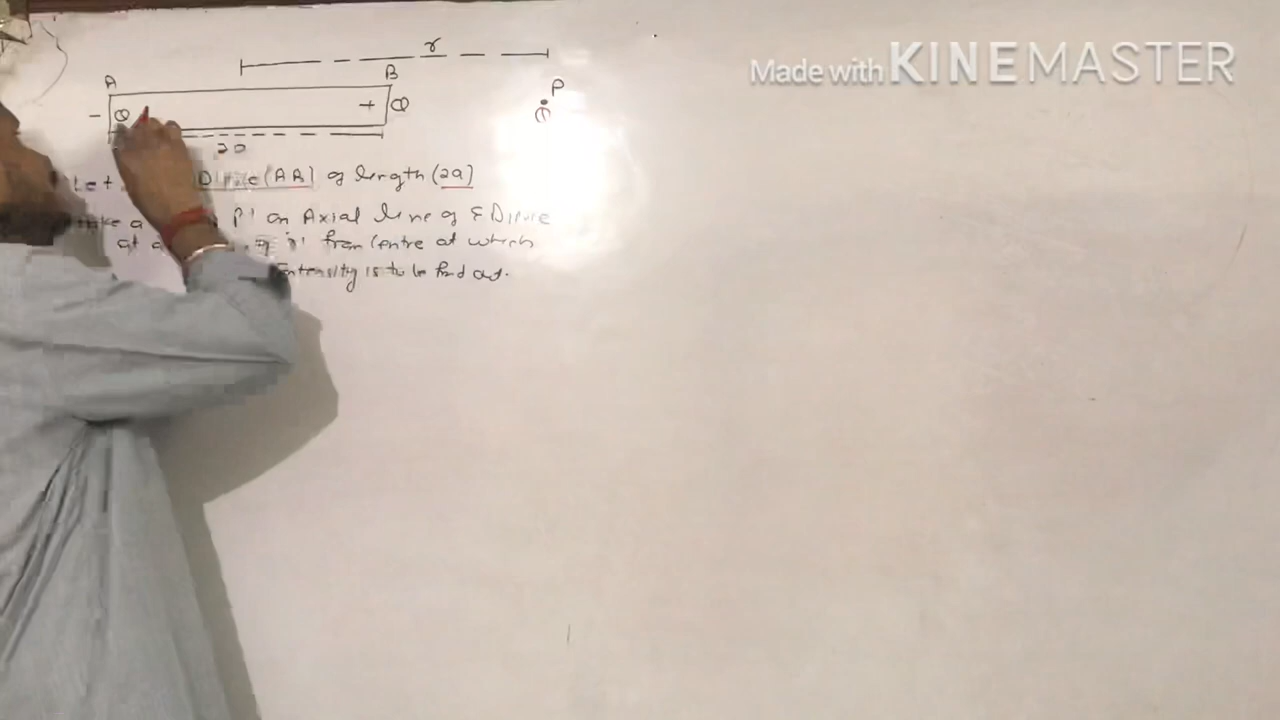 r
A B P
Made with KINEMASTER
- Q + Q
2a
Let (AB) of length (2a)
P' on Axial line of E Dipole
at a 'r' from Centre at which
intensity is to be find out.